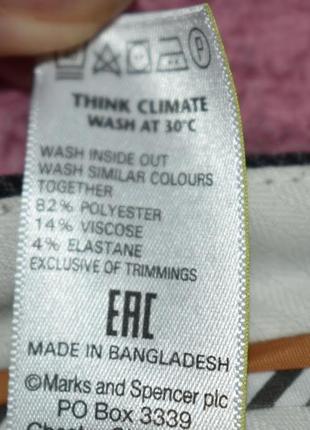 P
THINK CLIMATE
WASH AT 30°C
WASH INSIDE OUT
WASH SIMILAR COLOURS
TOGETHER
82% POLYESTER
14% VISCOSE
4% ELASTANE
EXCLUSIVE OF TRIMMINGS
EAC
MADE IN BANGLADESH
©Marks and Spencer plc
PO Box 3339